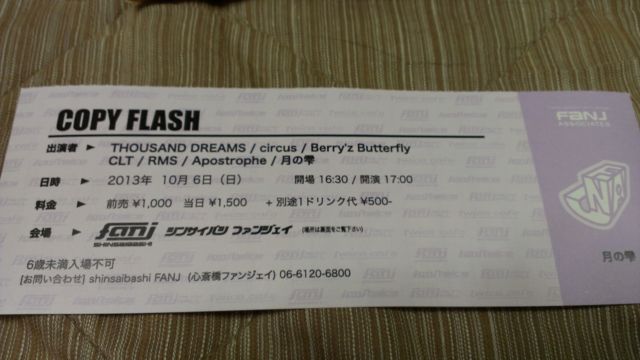 COPY FLASH
出演者 ▶ THOUSAND DREAMS / circus / Berry'z Butterfly
CLT / RMS / Apostrophe / 月の雫
日時 ▶ 2013年 10月 6日（日） 開場 16:30 / 開演 17:00
料金 ▶ 前売 ¥1,000 当日 ¥1,500 + 別途1ドリンク代 ¥500-
会場 ▶ fanj SHINSAIBASHI シンサイバシ ファンジェイ (場所は裏面をご覧下さい)
6歳未満入場不可
[お問い合わせ] shinsaibashi FANJ（心斎橋ファンジェイ）06-6120-6800
FANJ
ASSOCIATES
月の雫